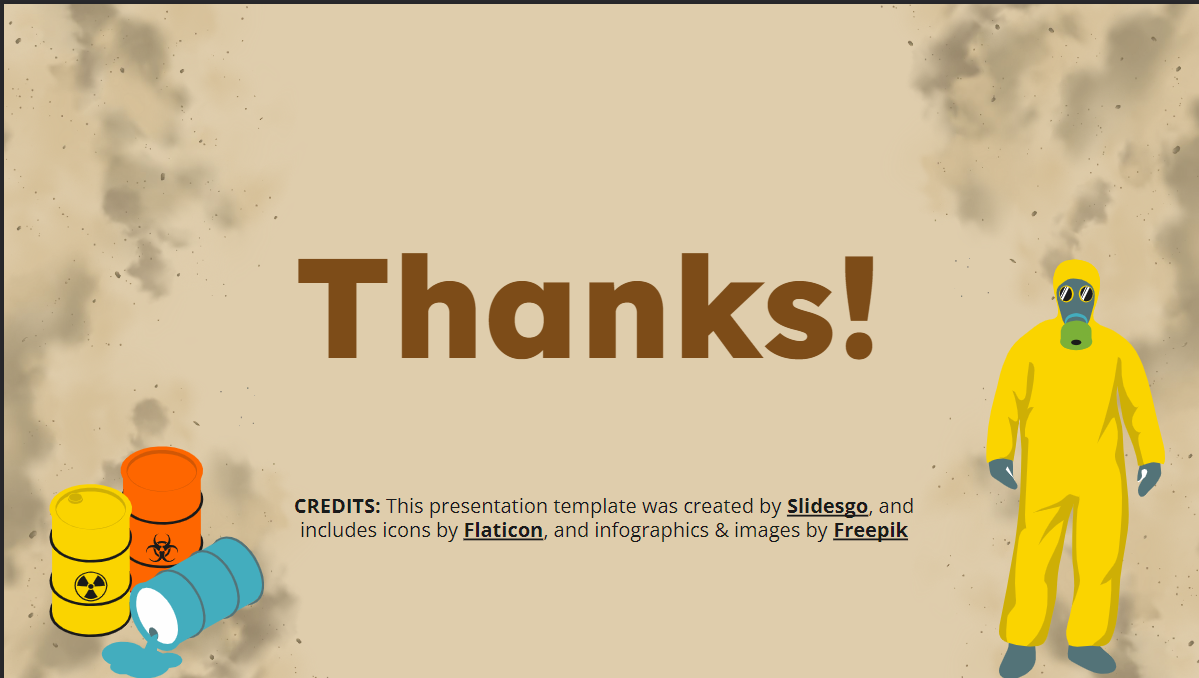 Thanks!
CREDITS: This presentation template was created by Slidesgo, and
includes icons by Flaticon, and infographics & images by Freepik